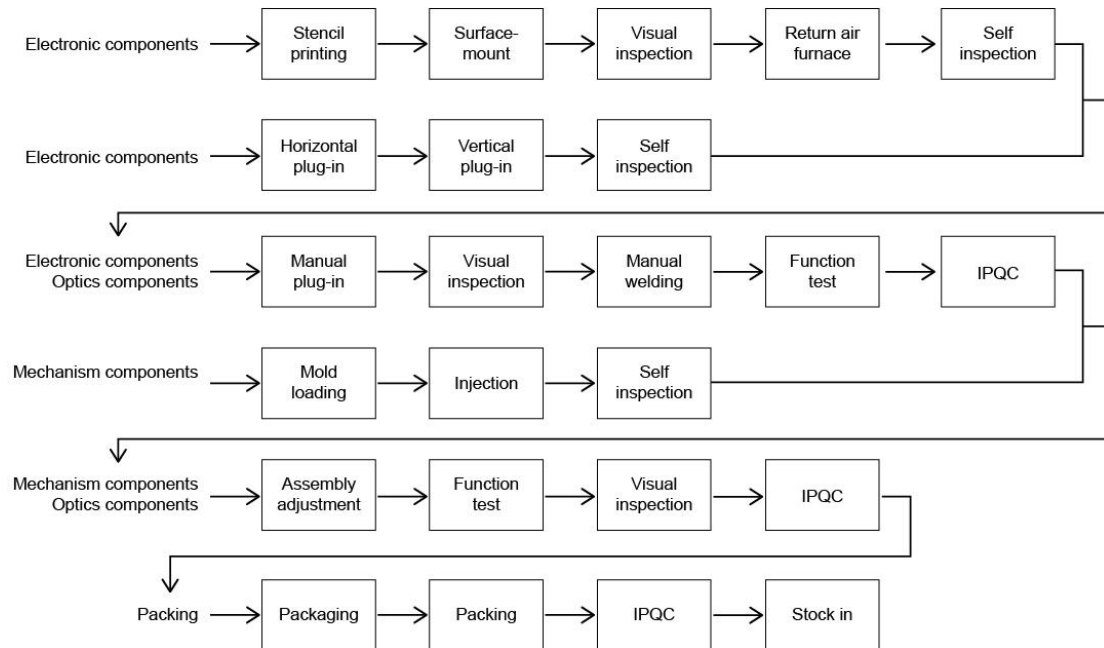 Electronic components
Stencil
printing
Surface-
mount
Visual
inspection
Return air
furnace
Self
inspection
Electronic components
Horizontal
plug-in
Vertical
plug-in
Self
inspection
Electronic components
Optics components
Manual
plug-in
Visual
inspection
Manual
welding
Function
test
IPQC
Mechanism components
Mold
loading
Injection
Self
inspection
Mechanism components
Optics components
Assembly
adjustment
Function
test
Visual
inspection
IPQC
Packing
Packaging
Packing
IPQC
Stock in